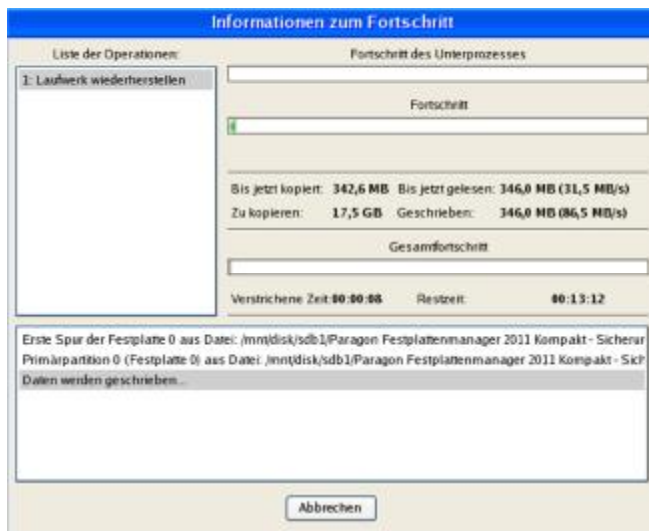 Informationen zum Fortschritt
Liste der Operationen:
1: Laufwerk wiederherstellen
Fortschritt des Unterprozesses
Fortschritt
Bis jetzt kopiert: 342,6 MB Bis jetzt gelesen: 346,0 MB (31,5 MB/s)
Zu kopieren: 17,5 GB Geschrieben: 346,0 MB (86,5 MB/s)
Gesamtfortschritt
Verstrichene Zeit: 00:00:08 Restzeit: 00:13:12
Erste Spur der Festplatte 0 aus Datei: /mnt/disk/sdb1/Paragon Festplattenmanager 2011 Kompakt - Sicherur
Primärpartition 0 (Festplatte 0) aus Datei: /mnt/disk/sdb1/Paragon Festplattenmanager 2011 Kompakt - Sich
Daten werden geschrieben...
Abbrechen